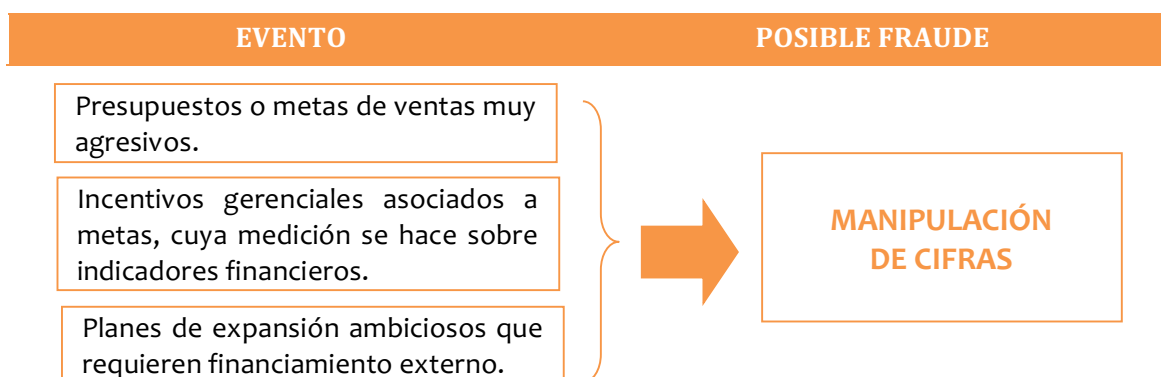 EVENTO
POSIBLE FRAUDE
Presupuestos o metas de ventas muy
agresivos.
Incentivos gerenciales asociados a
metas, cuya medición se hace sobre
indicadores financieros.
Planes de expansión ambiciosos que
requieren financiamiento externo.
MANIPULACIÓN
DE CIFRAS